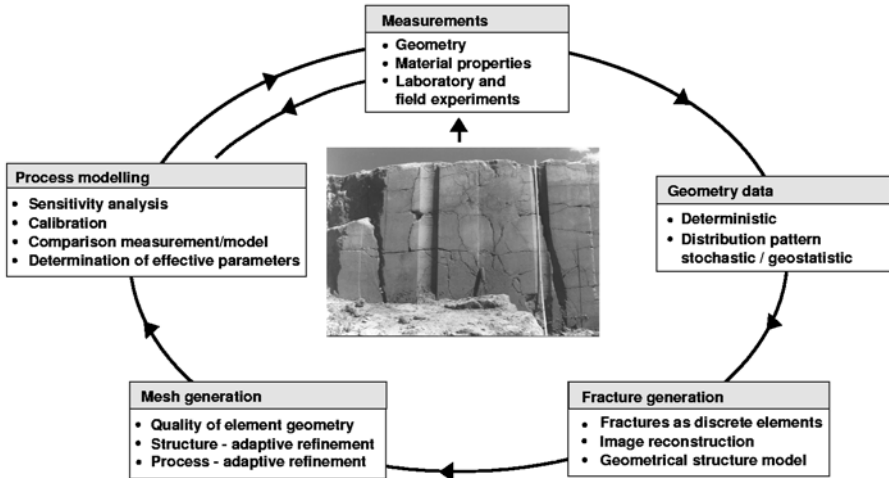 Measurements
• Geometry
• Material properties
• Laboratory and
field experiments
Geometry data
• Deterministic
• Distribution pattern
stochastic / geostatistic
Fracture generation
• Fractures as discrete elements
• Image reconstruction
• Geometrical structure model
Mesh generation
• Quality of element geometry
• Structure - adaptive refinement
• Process - adaptive refinement
Process modelling
• Sensitivity analysis
• Calibration
• Comparison measurement/model
• Determination of effective parameters